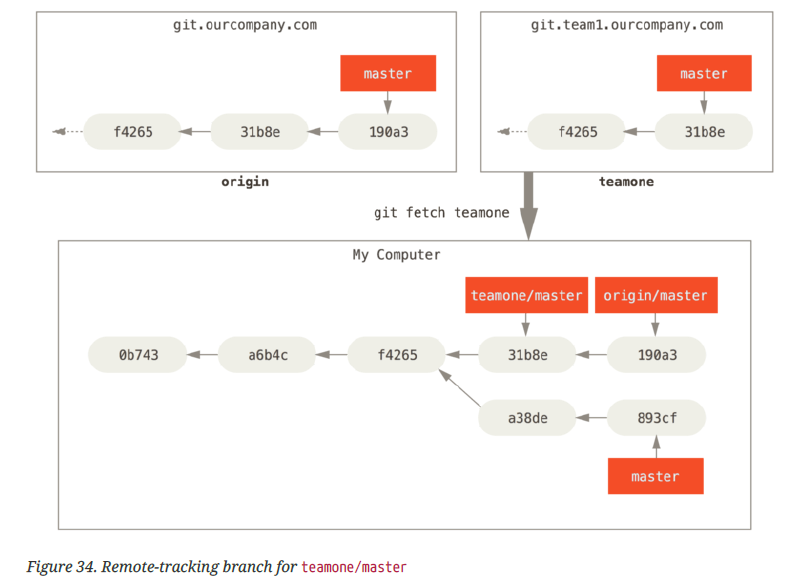 git.ourcompany.com
git.team1.ourcompany.com
master
master
f4265
31b8e
190a3
f4265
31b8e
origin
teamone
git fetch teamone
My Computer
teamone/master
origin/master
0b743
a6b4c
f4265
31b8e
190a3
a38de
893cf
master
Figure 34. Remote-tracking branch for teamone/master